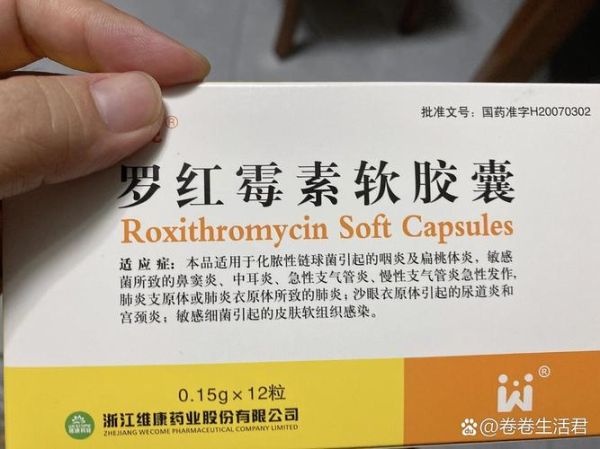 批准文号：国药准字H20070302
罗红霉素软胶囊
Roxithromycin Soft Capsules
适应症：本品适用于化脓性链球菌引起的咽炎及扁桃体炎，敏感
菌所致的鼻窦炎、中耳炎、急性支气管炎、慢性支气管炎急性发作，
肺炎支原体或肺炎衣原体所致的肺炎；沙眼衣原体引起的尿道炎和
宫颈炎；敏感细菌引起的皮肤软组织感染。
0.15g×12粒
浙江维康药业股份有限公司
ZHEJIANG WECOME PHARMACEUTICAL COMPANY LIMITED
Baidu @卷卷生活君